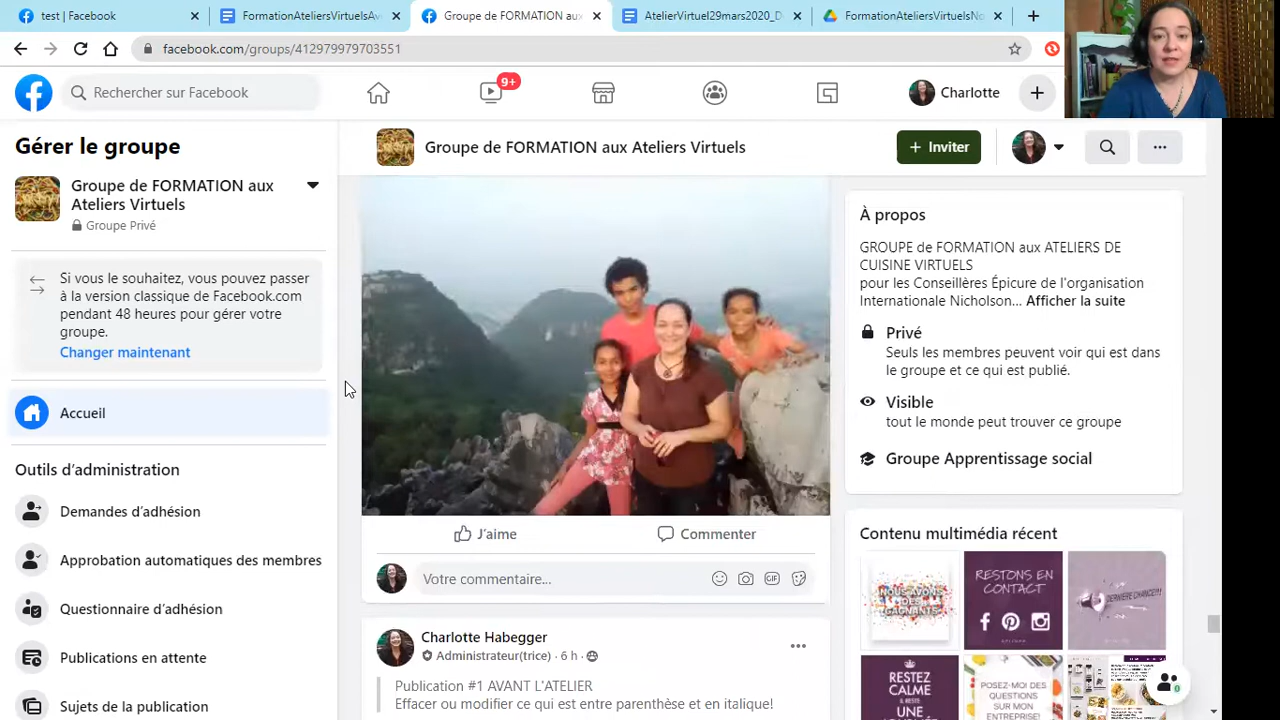 test | Facebook
FormationAteliersVirtuelsAv
Groupe de FORMATION aux
AtelierVirtuel29mars2020_D
FormationAteliersVirtuelsNo
facebook.com/groups/412979979703551
Rechercher sur Facebook
9+
Charlotte
Gérer le groupe
Groupe de FORMATION aux
Ateliers Virtuels
Groupe Privé
Si vous le souhaitez, vous pouvez passer
à la version classique de Facebook.com
pendant 48 heures pour gérer votre
groupe.
Changer maintenant
Accueil
Outils d'administration
Demandes d'adhésion
Approbation automatiques des membres
Questionnaire d'adhésion
Publications en attente
Sujets de la publication
Groupe de FORMATION aux Ateliers Virtuels
+ Inviter
J'aime
Commenter
Votre commentaire...
GIF
Charlotte Habegger
Administrateur(trice) · 6 h ·
AVANT L'ATELIER
Effacer ou modifier ce qui est entre parenthèse et en italique!
À propos
GROUPE de FORMATION aux ATELIERS DE
CUISINE VIRTUELS
pour les Conseillères Épicure de l'organisation
Internationale Nicholson... Afficher la suite
Privé
Seuls les membres peuvent voir qui est dans
le groupe et ce qui est publié.
Visible
tout le monde peut trouver ce groupe
Groupe Apprentissage social
Contenu multimédia récent
NOUS AVONS
DES
GAGNANTS
RESTONS EN
CONTACT
DERNIÈRE CHANCE!!!
RESTEZ
CALME
UNE
POSEZ-MOI DES
QUESTIONS
SUR MON
ENTREPRISE!